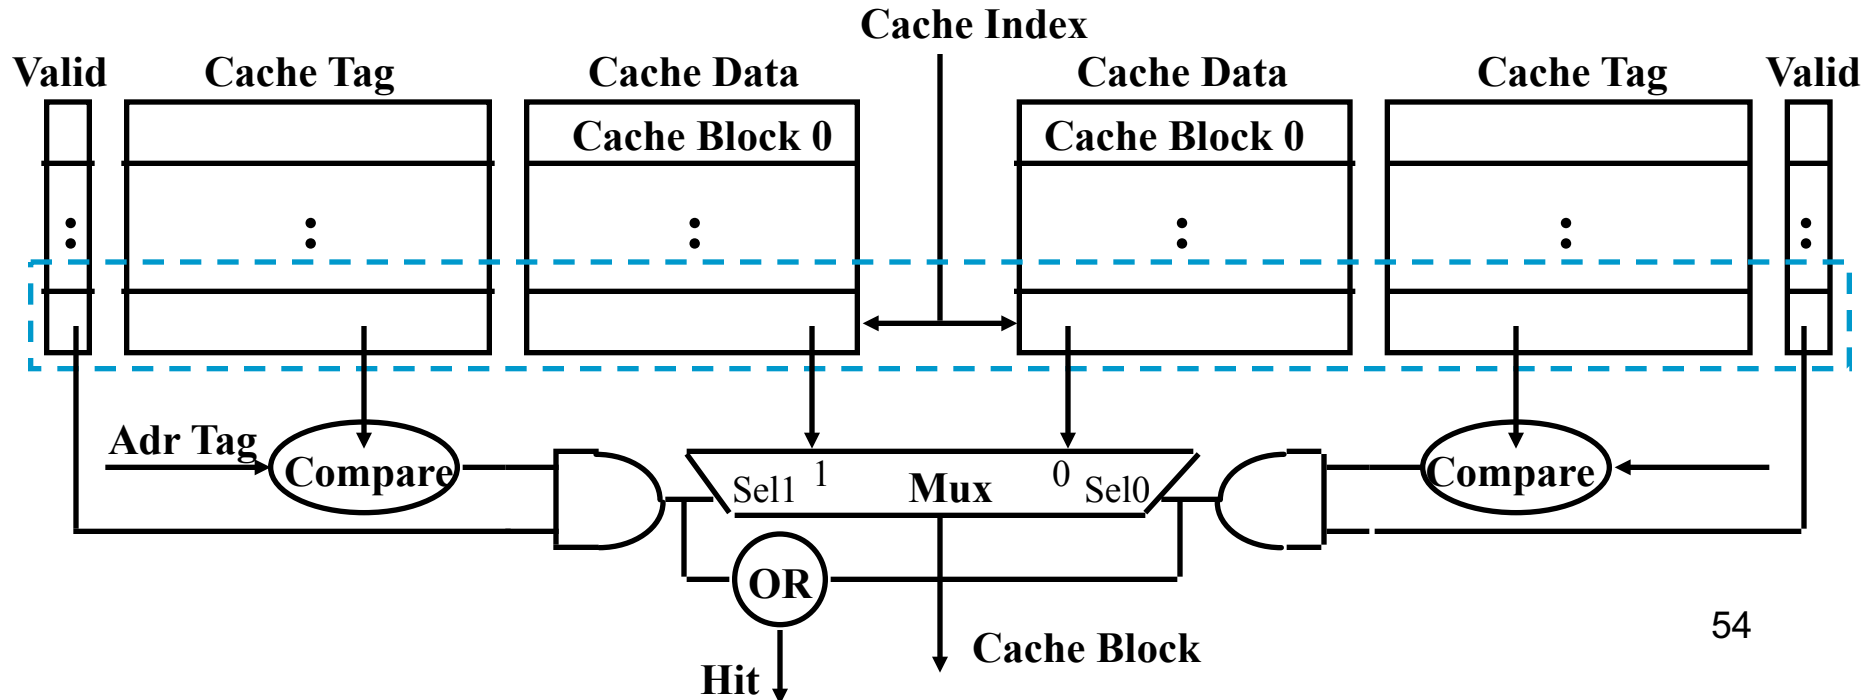 Cache Index
Valid Cache Tag Cache Data Cache Data Cache Tag Valid
Cache Block 0 Cache Block 0
Adr Tag
Compare Sel1 1 Mux 0 Sel0 Compare
OR
54
Cache Block
Hit